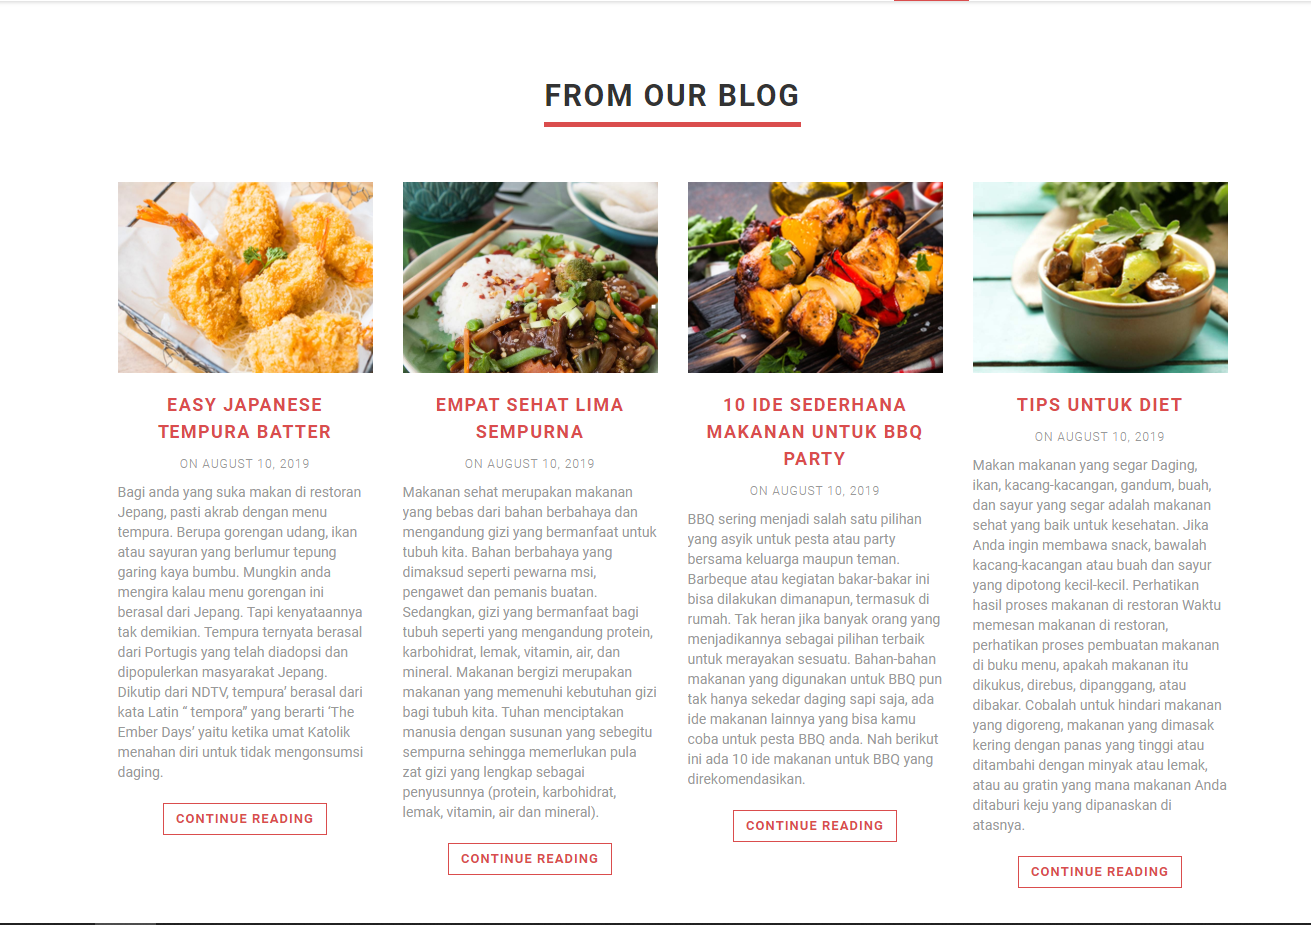 FROM OUR BLOG
EASY JAPANESE
TEMPURA BATTER
ON AUGUST 10, 2019
Bagi anda yang suka makan di restoran
Jepang, pasti akrab dengan menu
tempura. Berupa gorengan udang, ikan
atau sayuran yang berlumur tepung
garing kaya bumbu. Mungkin anda
mengira kalau menu gorengan ini
berasal dari Jepang. Tapi kenyataannya
tak demikian. Tempura ternyata berasal
dari Portugis yang telah diadopsi dan
dipopulerkan masyarakat Jepang.
Dikutip dari NDTV, tempura’ berasal dari
kata Latin “ tempora” yang berarti ‘The
Ember Days’ yaitu ketika umat Katolik
menahan diri untuk tidak mengonsumsi
daging.
CONTINUE READING
EMPAT SEHAT LIMA
SEMPURNA
ON AUGUST 10, 2019
Makanan sehat merupakan makanan
yang bebas dari bahan berbahaya dan
mengandung gizi yang bermanfaat untuk
tubuh kita. Bahan berbahaya yang
dimaksud seperti pewarna msi,
pengawet dan pemanis buatan.
Sedangkan, gizi yang bermanfaat bagi
tubuh seperti yang mengandung protein,
karbohidrat, lemak, vitamin, air, dan
mineral. Makanan bergizi merupakan
makanan yang memenuhi kebutuhan gizi
bagi tubuh kita. Tuhan menciptakan
manusia dengan susunan yang sebegitu
sempurna sehingga memerlukan pula
zat gizi yang lengkap sebagai
penyusunnya (protein, karbohidrat,
lemak, vitamin, air dan mineral).
CONTINUE READING
10 IDE SEDERHANA
MAKANAN UNTUK BBQ
PARTY
ON AUGUST 10, 2019
BBQ sering menjadi salah satu pilihan
yang asyik untuk pesta atau party
bersama keluarga maupun teman.
Barbeque atau kegiatan bakar-bakar ini
bisa dilakukan dimanapun, termasuk di
rumah. Tak heran jika banyak orang yang
menjadikannya sebagai pilihan terbaik
untuk merayakan sesuatu. Bahan-bahan
makanan yang digunakan untuk BBQ pun
tak hanya sekedar daging sapi saja, ada
ide makanan lainnya yang bisa kamu
coba untuk pesta BBQ anda. Nah berikut
ini ada 10 ide makanan untuk BBQ yang
direkomendasikan.
CONTINUE READING
TIPS UNTUK DIET
ON AUGUST 10, 2019
Makan makanan yang segar Daging,
ikan, kacang-kacangan, gandum, buah,
dan sayur yang segar adalah makanan
sehat yang baik untuk kesehatan. Jika
Anda ingin membawa snack, bawalah
kacang-kacangan atau buah dan sayur
yang dipotong kecil-kecil. Perhatikan
hasil proses makanan di restoran Waktu
memesan makanan di restoran,
perhatikan proses pembuatan makanan
di buku menu, apakah makanan itu
dikukus, direbus, dipanggang, atau
dibakar. Cobalah untuk hindari makanan
yang digoreng, makanan yang dimasak
kering dengan panas yang tinggi atau
ditambahi dengan minyak atau lemak,
atau au gratin yang mana makanan Anda
ditaburi keju yang dipanaskan di
atasnya.
CONTINUE READING